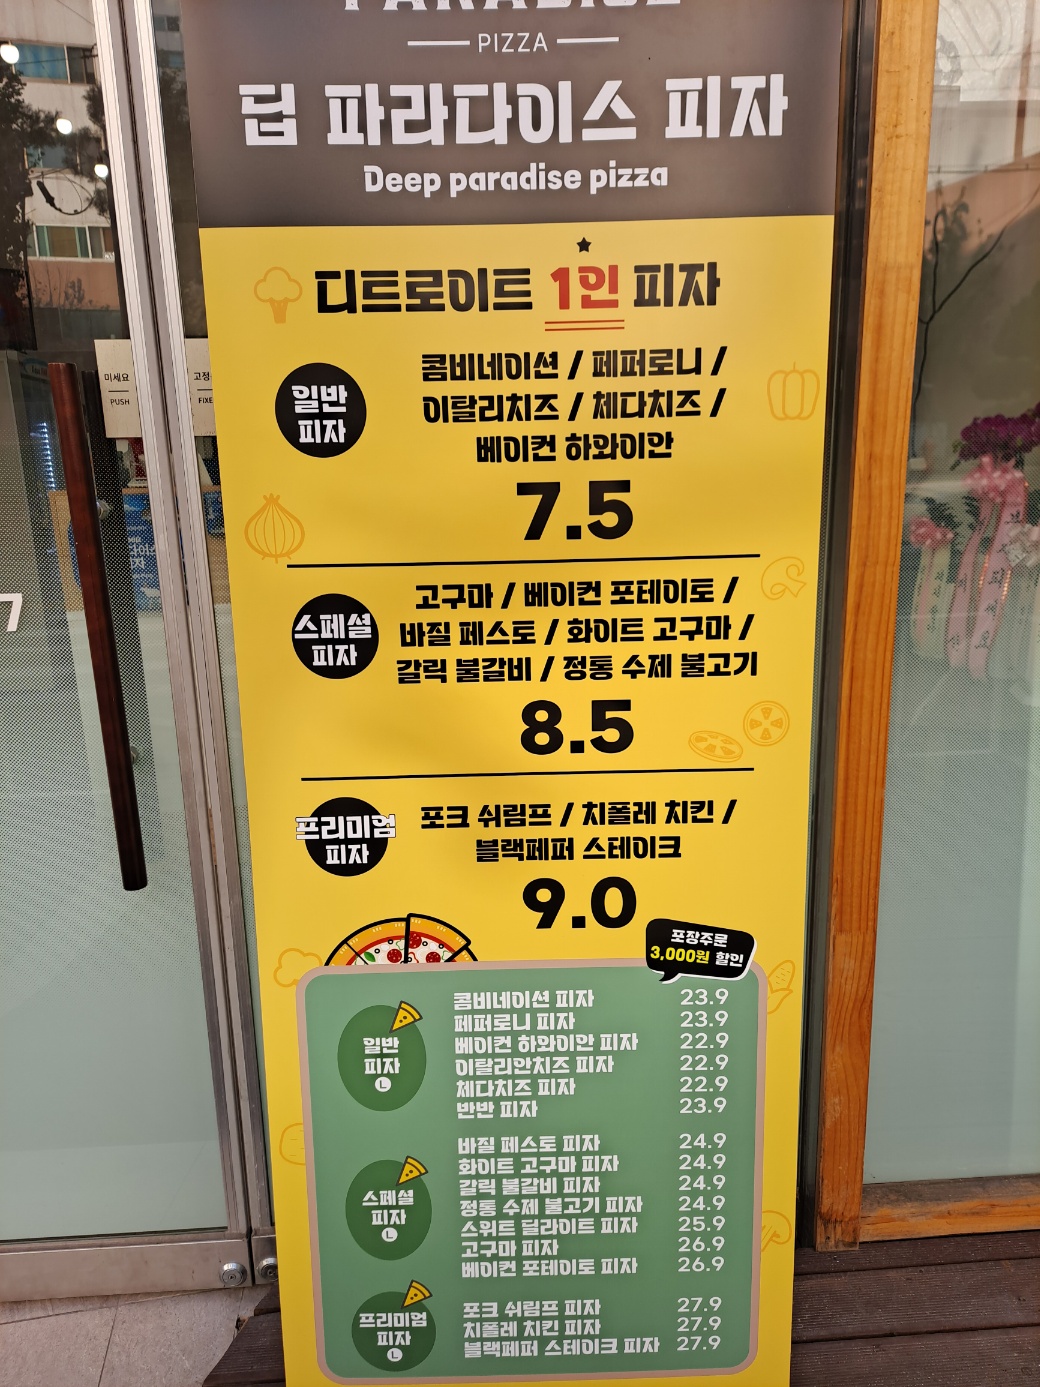 PARADISE
PIZZA
딥 파라다이스 피자
Deep paradise pizza
디트로이트 1인 피자
일반
피자
콤비네이션 / 페퍼로니 /
이탈리치즈 / 체다치즈 /
베이컨 하와이안
7.5
스페셜
피자
고구마 / 베이컨 포테이토 /
바질 페스토 / 화이트 고구마 /
갈릭 불갈비 / 정통 수제 불고기
8.5
프리미엄
피자
포크 쉬림프 / 치폴레 치킨 /
블랙페퍼 스테이크
9.0
포장주문
3,000원 할인
일반
피자
L
콤비네이션 피자 23.9
페퍼로니 피자 23.9
베이컨 하와이안 피자 22.9
이탈리안치즈 피자 22.9
체다치즈 피자 22.9
반반 피자 23.9
스페셜
피자
L
바질 페스토 피자 24.9
화이트 고구마 피자 24.9
갈릭 불갈비 피자 24.9
정통 수제 불고기 피자 24.9
스위트 딜라이트 피자 25.9
고구마 피자 26.9
베이컨 포테이토 피자 26.9
프리미엄
피자
L
포크 쉬림프 피자 27.9
치폴레 치킨 피자 27.9
블랙페퍼 스테이크 피자 27.9
미세요
PUSH
고정
FIXE
7